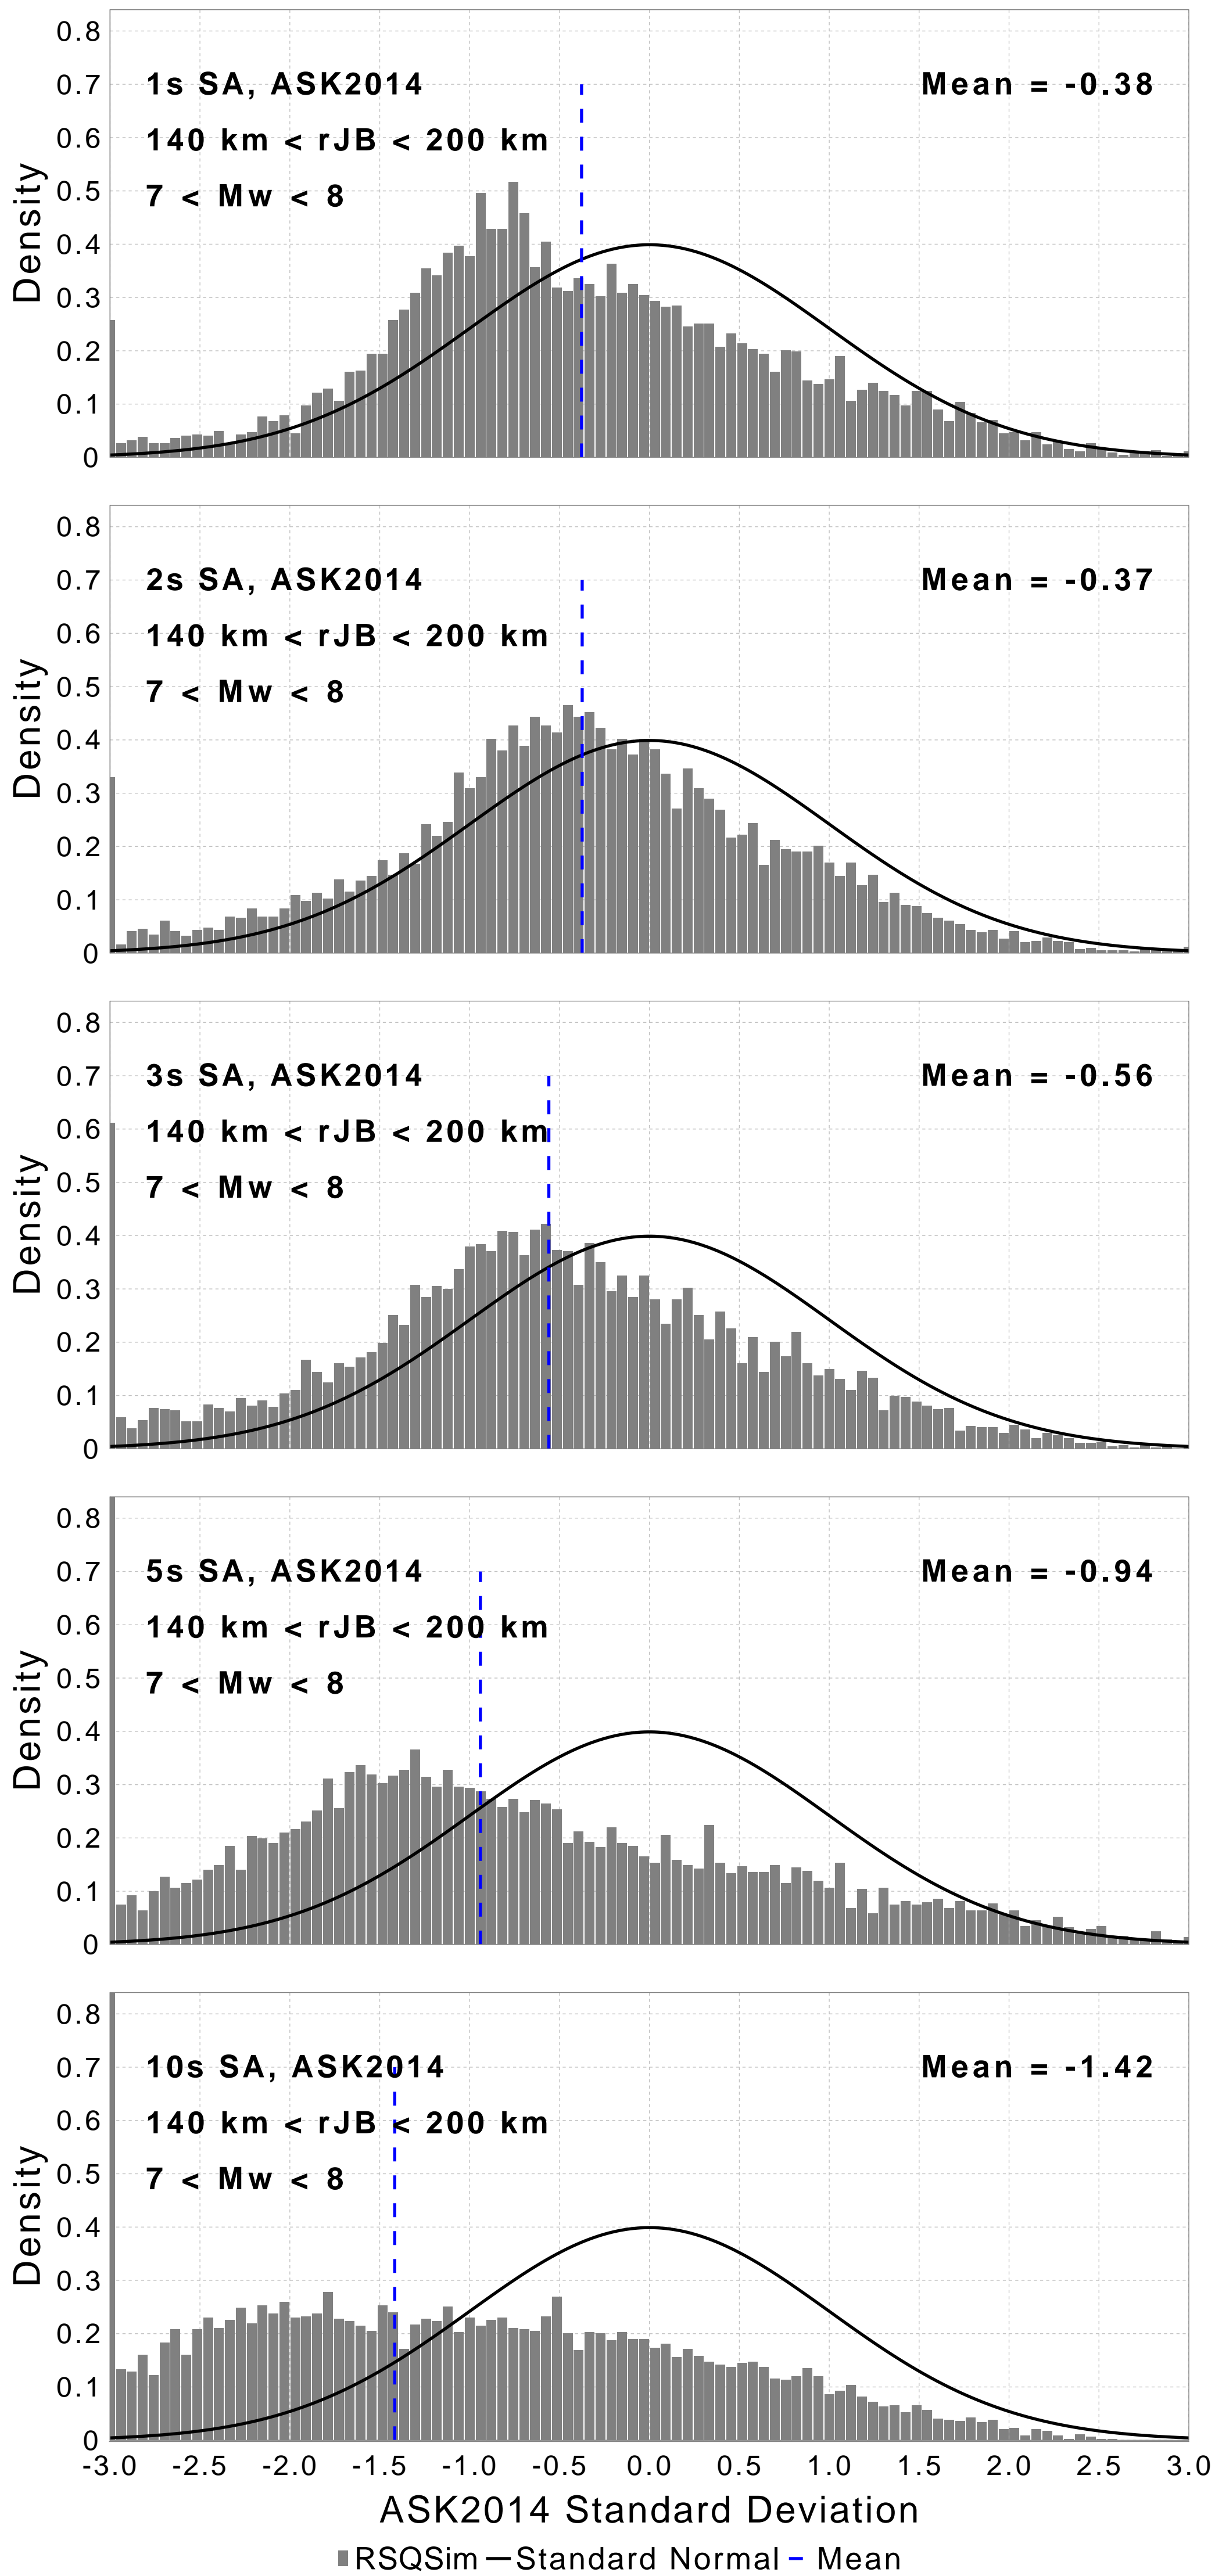 0.8
1s SA, ASK2014 Mean = -0.38
0.7
140 km < rJB < 200 km
0.6
7 < Mw < 8
0.5
0.4
0.3
0.2
0.1
0
Density
0.8
2s SA, ASK2014 Mean = -0.37
0.7
140 km < rJB < 200 km
0.6
7 < Mw < 8
0.5
0.4
0.3
0.2
0.1
0
Density
0.8
3s SA, ASK2014 Mean = -0.56
0.7
140 km < rJB < 200 km
0.6
7 < Mw < 8
0.5
0.4
0.3
0.2
0.1
0
Density
0.8
5s SA, ASK2014 Mean = -0.94
0.7
140 km < rJB < 200 km
0.6
7 < Mw < 8
0.5
0.4
0.3
0.2
0.1
0
Density
0.8
10s SA, ASK2014 Mean = -1.42
0.7
140 km < rJB < 200 km
0.6
7 < Mw < 8
0.5
0.4
0.3
0.2
0.1
0
Density
-3.0 -2.5 -2.0 -1.5 -1.0 -0.5 0.0 0.5 1.0 1.5 2.0 2.5 3.0
ASK2014 Standard Deviation
RSQSim Standard Normal Mean